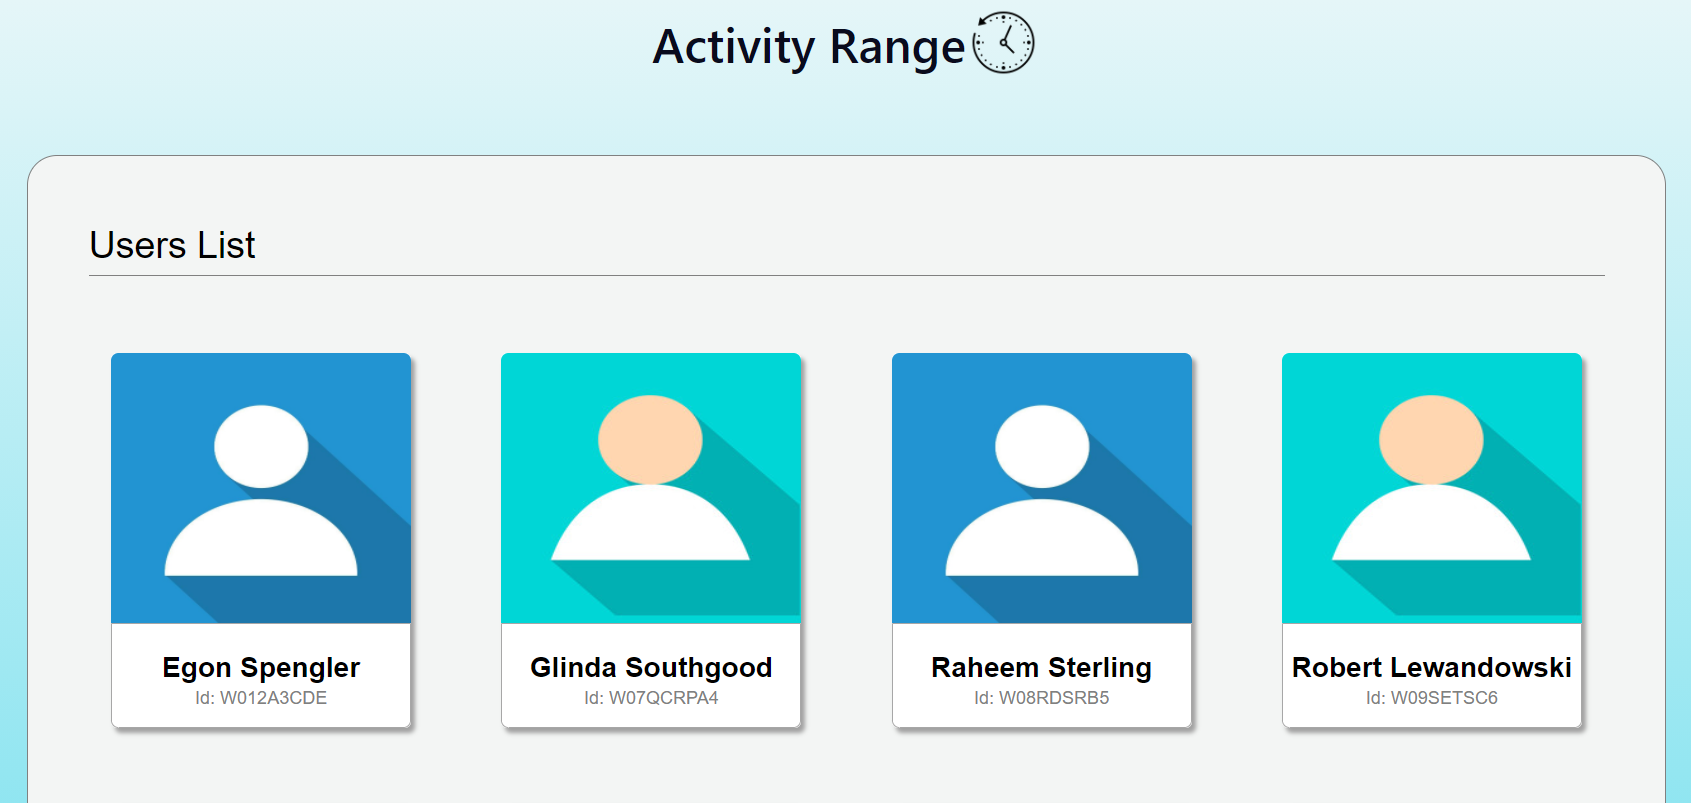 Activity Range
Users List
Egon Spengler
Id: W012A3CDE
Glinda Southgood
Id: W07QCRPA4
Raheem Sterling
Id: W08RDSRB5
Robert Lewandowski
Id: W09SETSC6